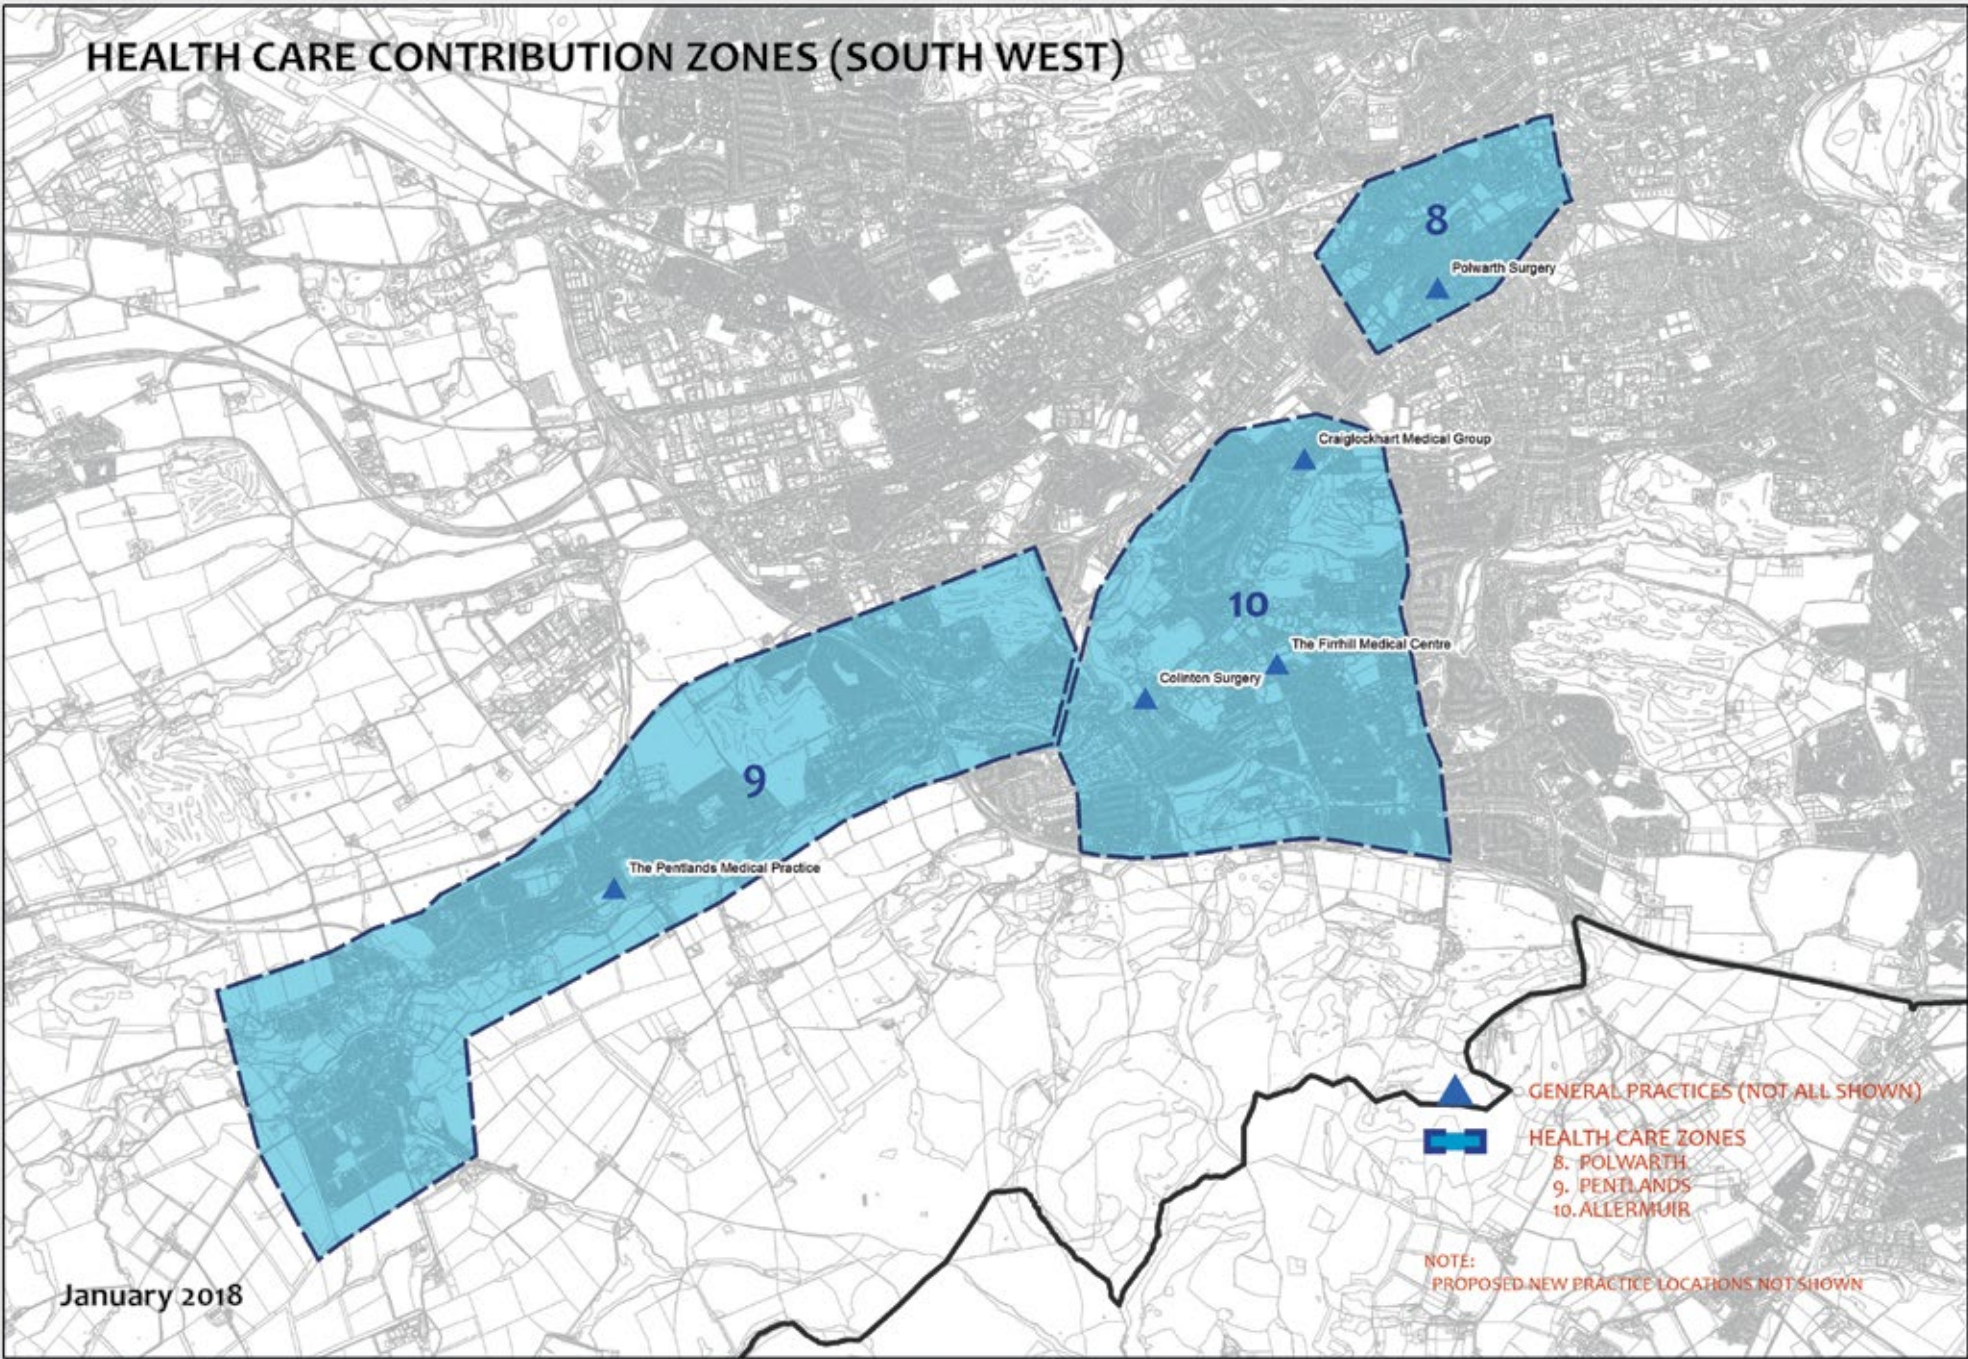 HEALTH CARE CONTRIBUTION ZONES (SOUTH WEST)
8
Polwarth Surgery
Craiglockhart Medical Group
10
The Firrhill Medical Centre
Colinton Surgery
9
The Pentlands Medical Practice
GENERAL PRACTICES (NOT ALL SHOWN)
HEALTH CARE ZONES
8. POLWARTH
9. PENTLANDS
10. ALLERMUIR
NOTE:
PROPOSED NEW PRACTICE LOCATIONS NOT SHOWN
January 2018